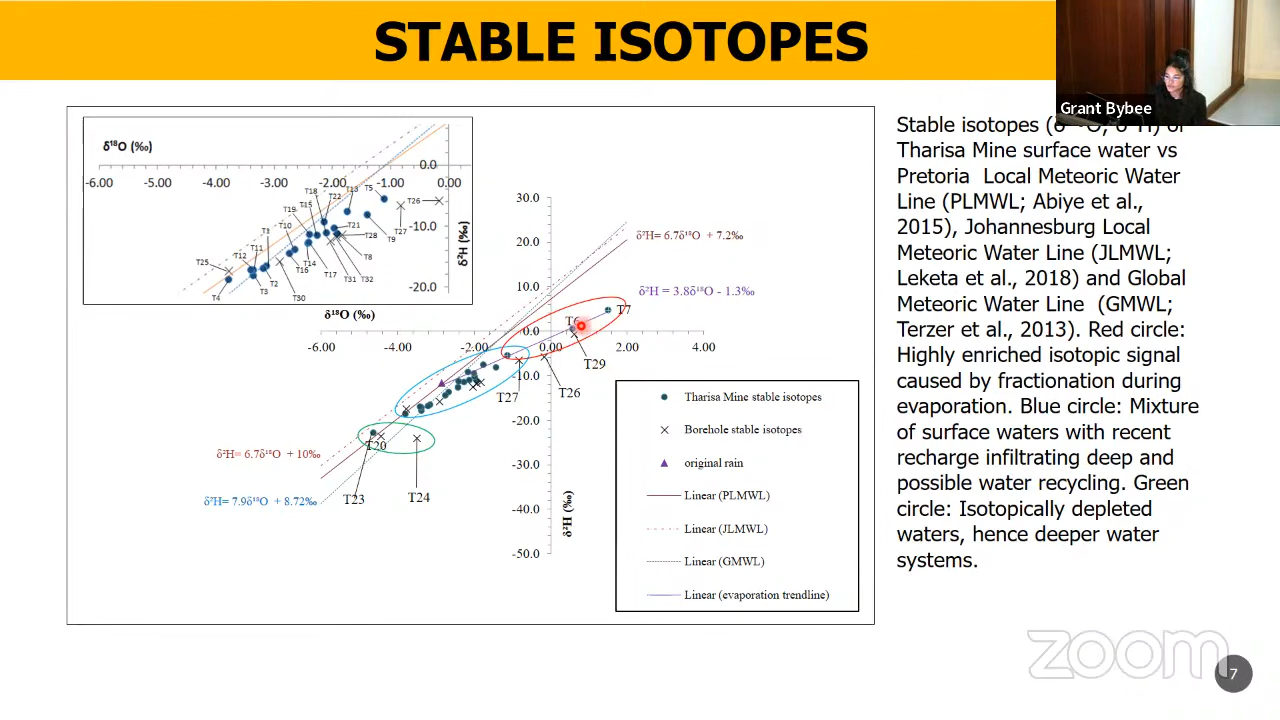 STABLE ISOTOPES
Grant Bybee
Stable isotopes (δ O, δ H) of
Tharisa Mine surface water vs
Pretoria Local Meteoric Water
Line (PLMWL; Abiye et al.,
2015), Johannesburg Local
Meteoric Water Line (JLMWL;
Leketa et al., 2018) and Global
Meteoric Water Line (GMWL;
Terzer et al., 2013). Red circle:
Highly enriched isotopic signal
caused by fractionation during
evaporation. Blue circle: Mixture
of surface waters with recent
recharge infiltrating deep and
possible water recycling. Green
circle: Isotopically depleted
waters, hence deeper water
systems.
δ¹⁸O (‰)
0.0
-6.00 -5.00 -4.00 -3.00 -2.00 -1.00 0.00
T18 T22 T13 T5
T19 T15 T26
T1 T10 T21 T27
-10.0
T25 T12 T11 T28 T9
T16 T14 T17 T8
T4 T3 T2 T30 T31 T32
-20.0
δ²H (‰)
δ¹⁸O (‰)
30.0
20.0
10.0
0.0
-6.00 -4.00 -2.00 0.00 2.00 4.00
-10.0
-20.0
-30.0
-40.0
-50.0
δ²H (‰)
δ²H= 6.7δ¹⁸O + 7.2‰
δ²H = 3.8δ¹⁸O - 1.3‰
T6 T7
T29
T27 T26
T20
T23 T24
δ²H= 6.7δ¹⁸O + 10‰
δ²H= 7.9δ¹⁸O + 8.72‰
Tharisa Mine stable isotopes
Borehole stable isotopes
original rain
Linear (PLMWL)
Linear (JLMWL)
Linear (GMWL)
Linear (evaporation trendline)
zoom
7